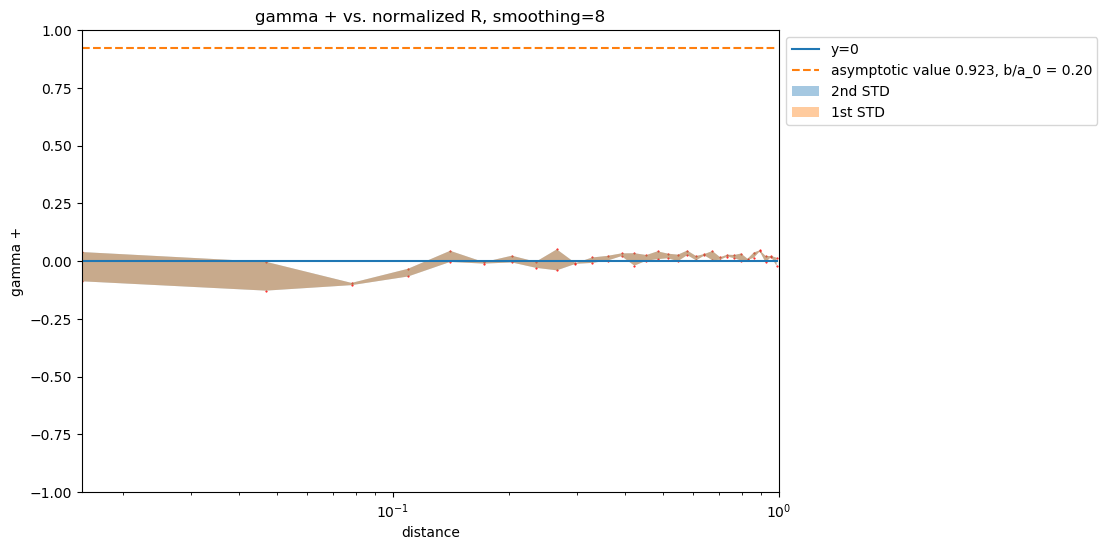 gamma + vs. normalized R, smoothing=8
1.00
0.75
0.50
0.25
0.00
−0.25
−0.50
−0.75
−1.00
gamma +
10⁻¹
10⁰
distance
y=0
asymptotic value 0.923, b/a_0 = 0.20
2nd STD
1st STD